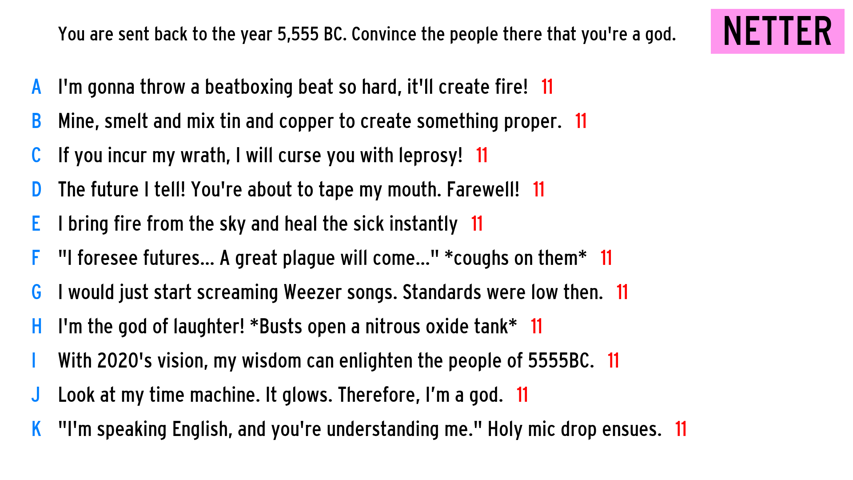 You are sent back to the year 5,555 BC. Convince the people there that you're a god.
NETTER
A I'm gonna throw a beatboxing beat so hard, it'll create fire! 11
B Mine, smelt and mix tin and copper to create something proper. 11
C If you incur my wrath, I will curse you with leprosy! 11
D The future I tell! You're about to tape my mouth. Farewell! 11
E I bring fire from the sky and heal the sick instantly 11
F "I foresee futures... A great plague will come..." *coughs on them* 11
G I would just start screaming Weezer songs. Standards were low then. 11
H I'm the god of laughter! *Busts open a nitrous oxide tank* 11
I With 2020's vision, my wisdom can enlighten the people of 5555BC. 11
J Look at my time machine. It glows. Therefore, I’m a god. 11
K "I'm speaking English, and you're understanding me." Holy mic drop ensues. 11